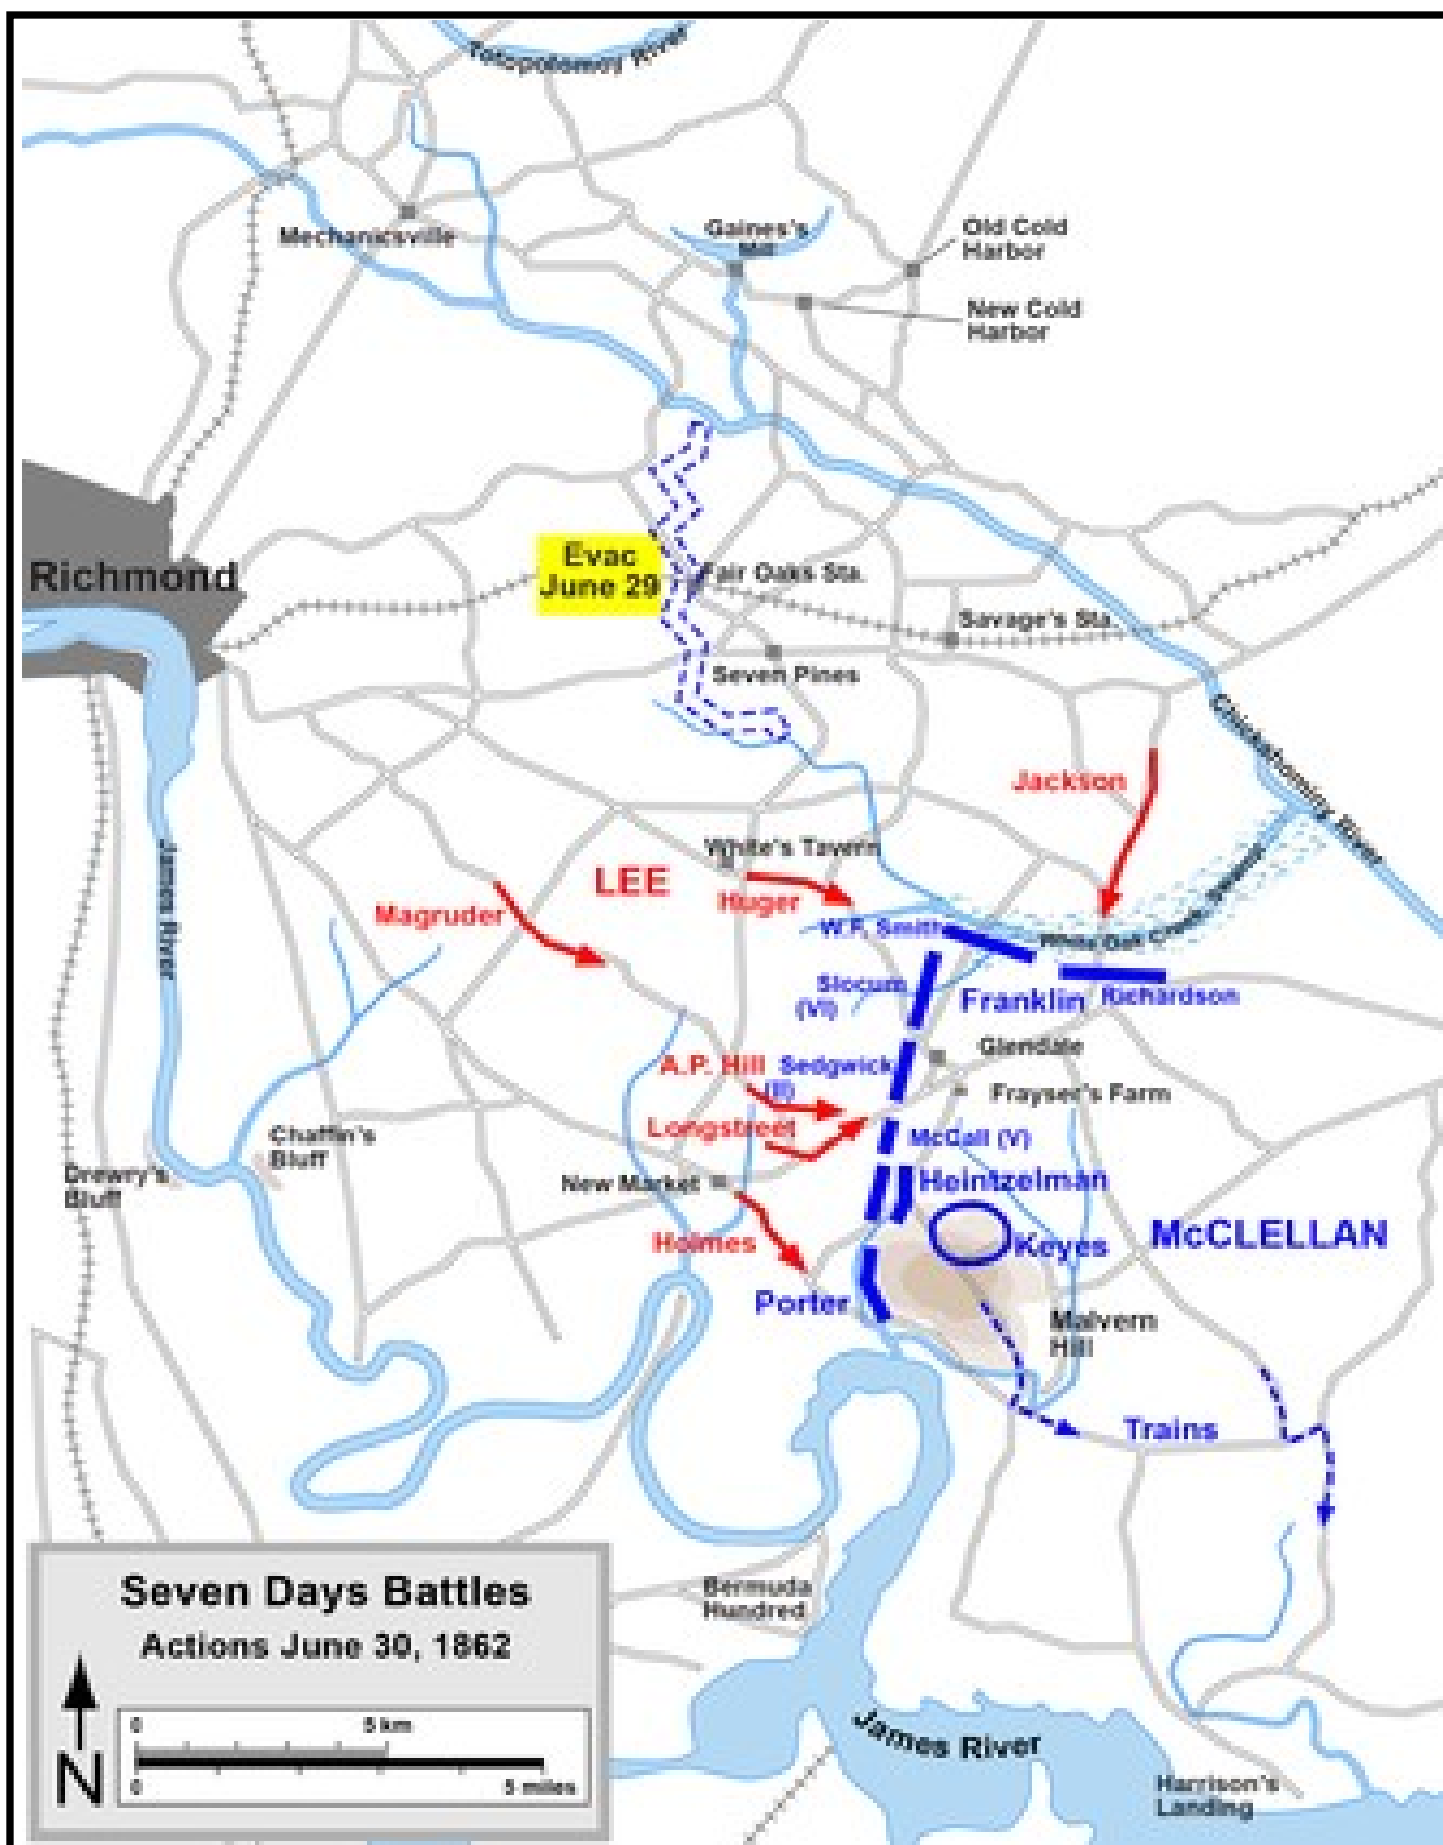 Totopotomoy River
Mechanicsville
Gaines's
Mill
Old Cold
Harbor
New Cold
Harbor
Evac
June 29
Fair Oaks Sta.
Richmond
Savage's Sta.
Seven Pines
Chickahominy River
Jackson
James River
White's Tavern
LEE
Huger
Magruder
W.F. Smith
White Oak Creek Swamp
Slocum
(VI)
Franklin
Richardson
Glendale
A.P. Hill
Sedgwick
(II)
Frayser's Farm
Longstreet
McCall (V)
Chaffin's
Bluff
Drewry's
Bluff
New Market
Heintzelman
Holmes
Keyes
McCLELLAN
Porter
Malvern
Hill
Trains
Bermuda
Hundred
James River
Harrison's
Landing
Seven Days Battles
Actions June 30, 1862
N
0
5 km
0
5 miles